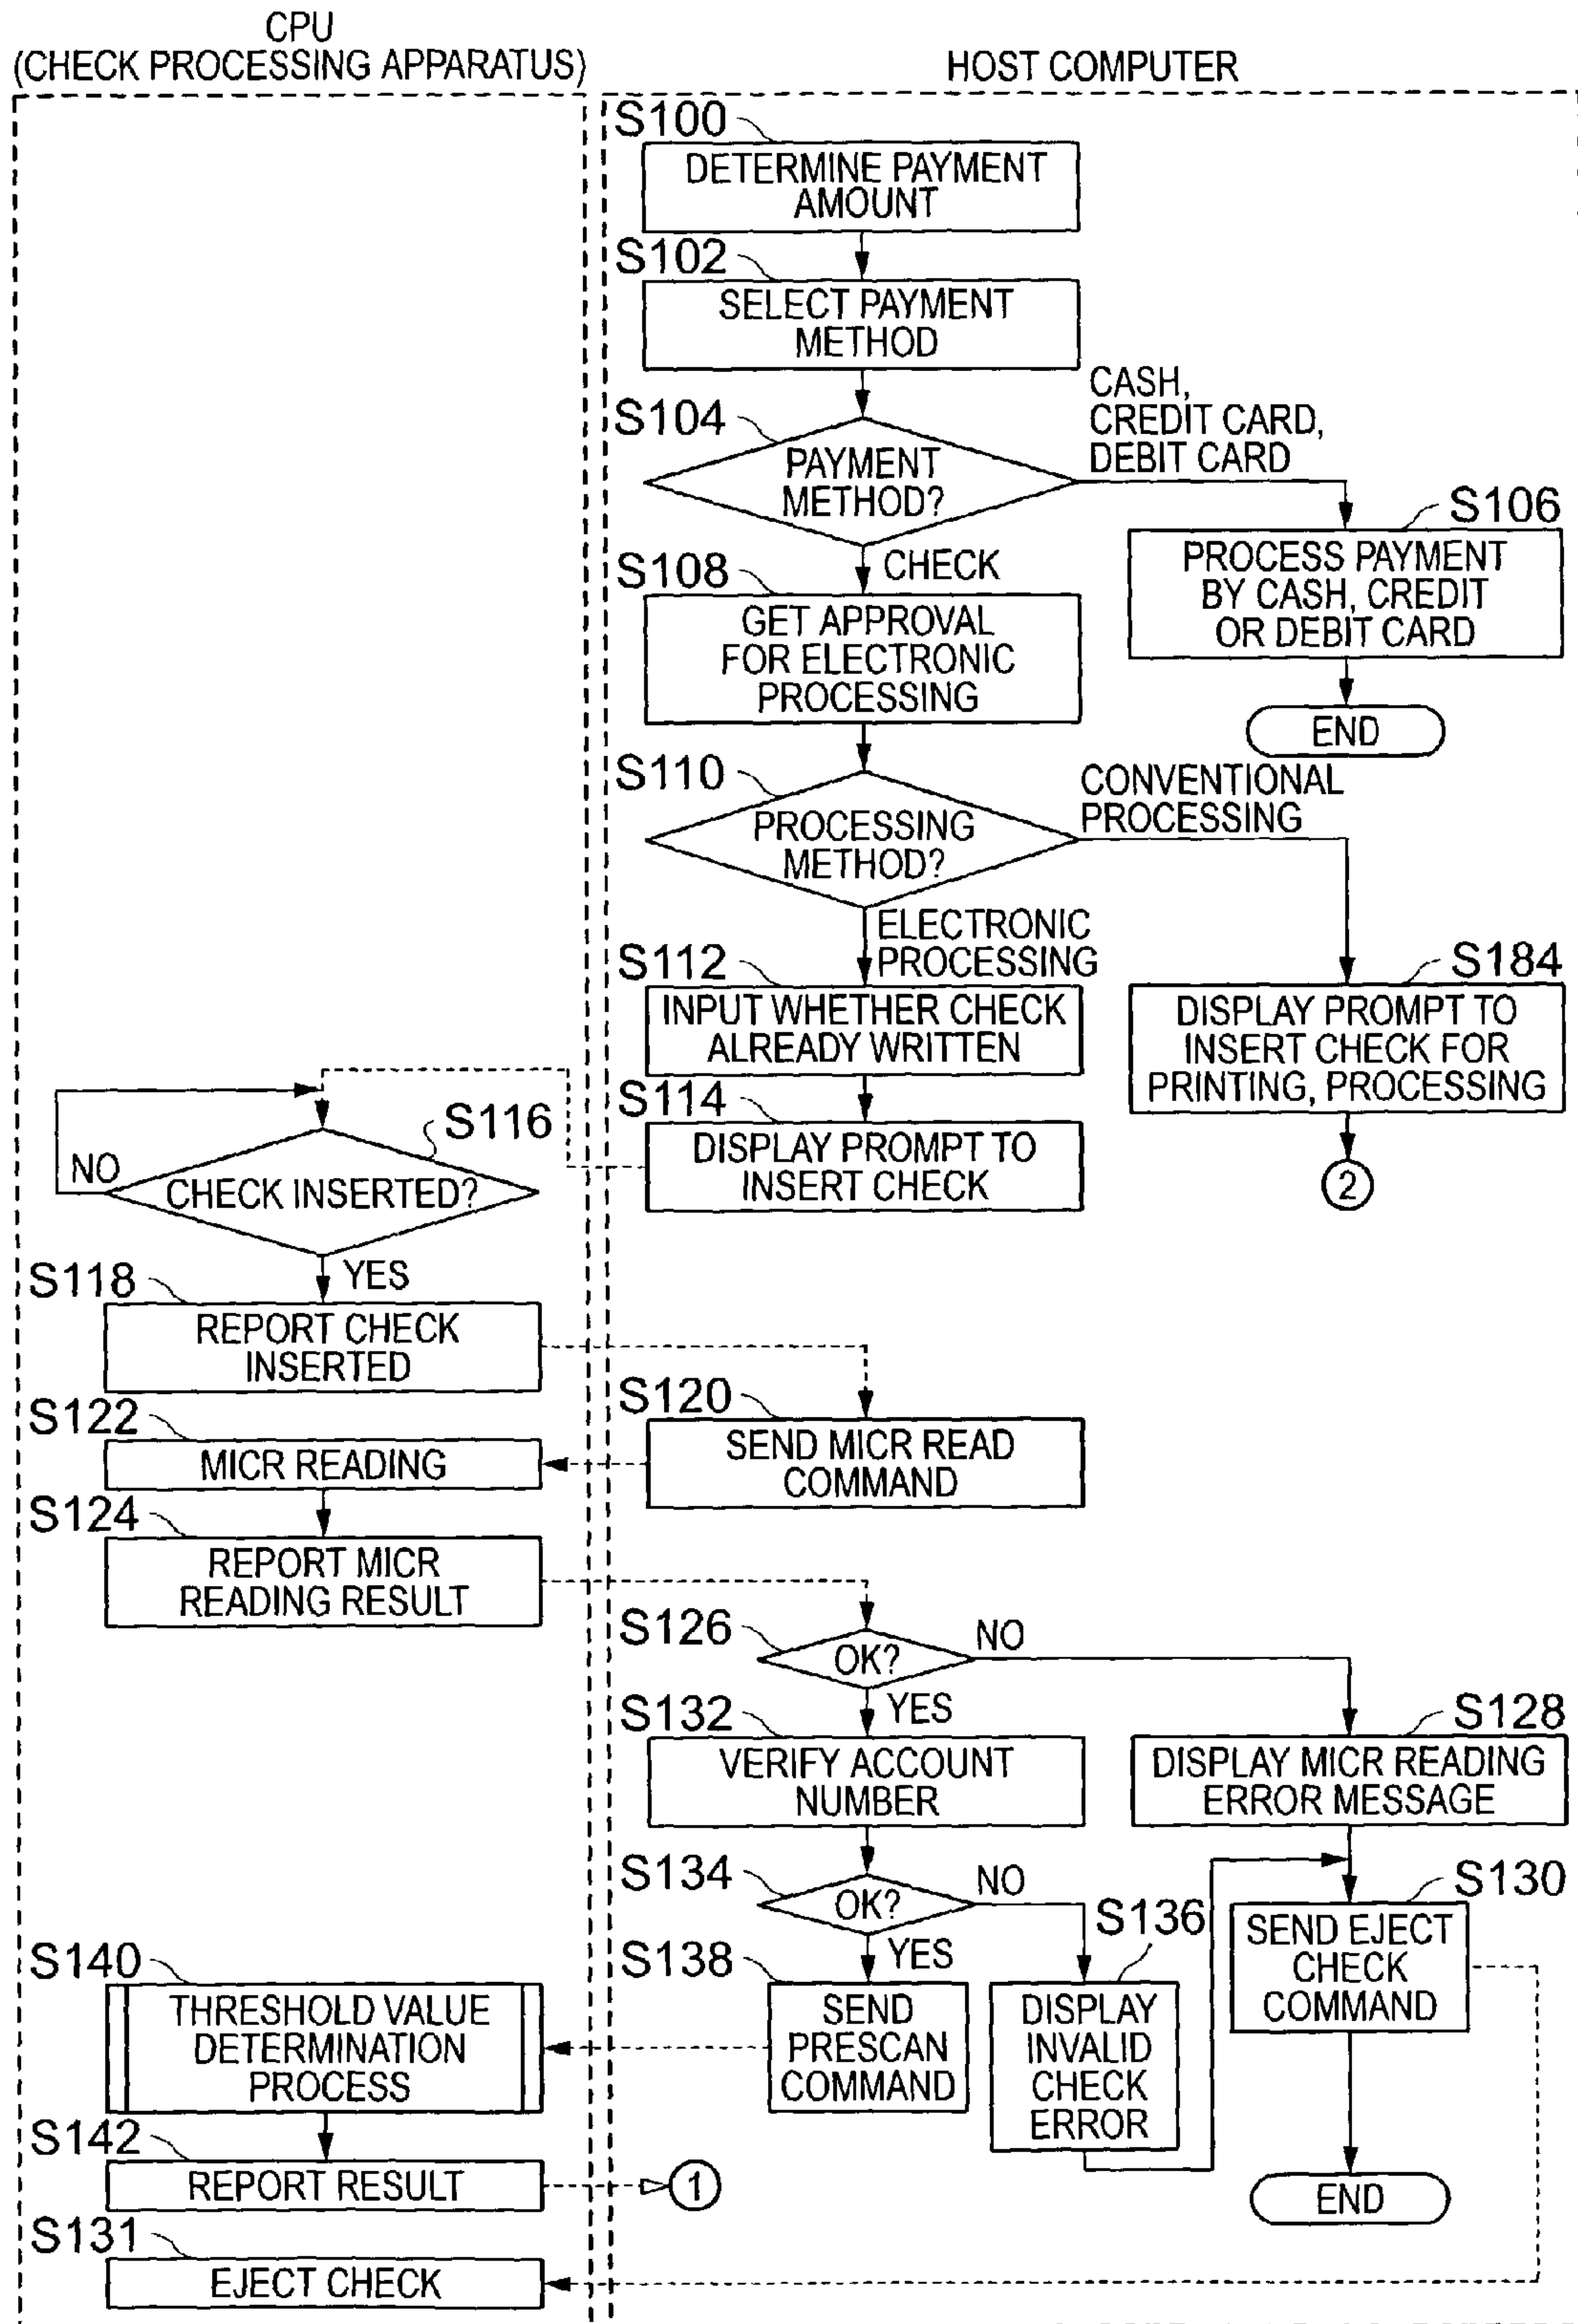 CPU
(CHECK PROCESSING APPARATUS)
HOST COMPUTER
S100
DETERMINE PAYMENT
AMOUNT
S102
SELECT PAYMENT
METHOD
S104
PAYMENT
METHOD?
CASH,
CREDIT CARD,
DEBIT CARD
S106
PROCESS PAYMENT
BY CASH, CREDIT
OR DEBIT CARD
END
CHECK
S108
GET APPROVAL
FOR ELECTRONIC
PROCESSING
S110
PROCESSING
METHOD?
CONVENTIONAL
PROCESSING
ELECTRONIC
PROCESSING
S112
INPUT WHETHER CHECK
ALREADY WRITTEN
S184
DISPLAY PROMPT TO
INSERT CHECK FOR
PRINTING, PROCESSING
2
S114
DISPLAY PROMPT TO
INSERT CHECK
S116
CHECK INSERTED?
NO
YES
S118
REPORT CHECK
INSERTED
S120
SEND MICR READ
COMMAND
S122
MICR READING
S124
REPORT MICR
READING RESULT
S126
OK?
NO
YES
S128
DISPLAY MICR READING
ERROR MESSAGE
S132
VERIFY ACCOUNT
NUMBER
S134
OK?
NO
YES
S136
DISPLAY
INVALID
CHECK
ERROR
S130
SEND EJECT
CHECK
COMMAND
END
S138
SEND
PRESCAN
COMMAND
S140
THRESHOLD VALUE
DETERMINATION
PROCESS
S142
REPORT RESULT
1
S131
EJECT CHECK